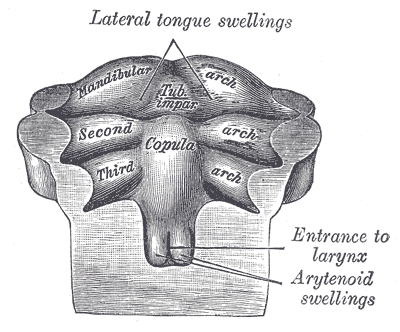 Lateral tongue swellings
Mandibular arch
Tub.
impar
Second arch
Copula
Third arch
Entrance to
larynx
Arytenoid
swellings